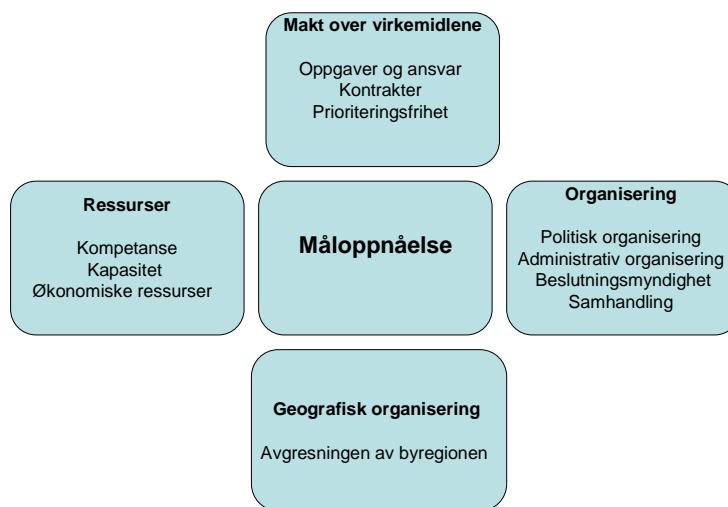 Makt over virkemidlene
Oppgaver og ansvar
Kontrakter
Prioriteringsfrihet
Ressurser
Kompetanse
Kapasitet
Økonomiske ressurser
Måloppnåelse
Organisering
Politisk organisering
Administrativ organisering
Beslutningsmyndighet
Samhandling
Geografisk organisering
Avgresningen av byregionen